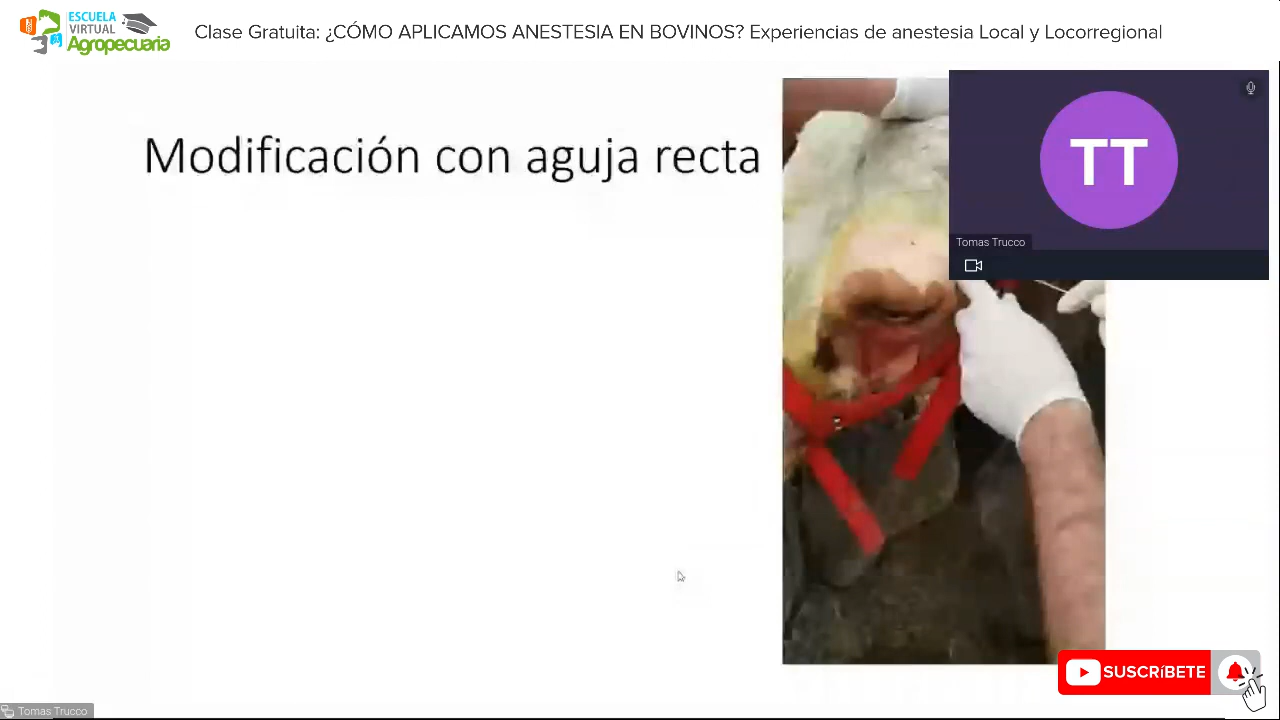 ESCUELA
VIRTUAL
Agropecuaria
Clase Gratuita: ¿CÓMO APLICAMOS ANESTESIA EN BOVINOS? Experiencias de anestesia Local y Locorregional
Modificación con aguja recta
TT
Tomas Trucco
SUSCRíBETE
Tomas Trucco